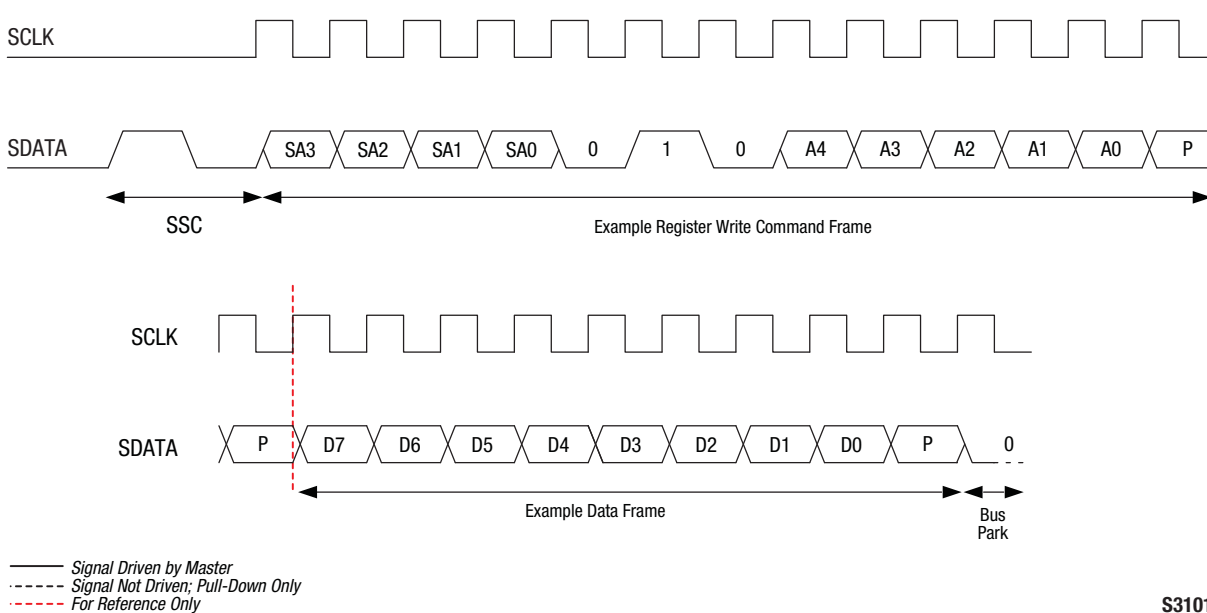 SCLK
SDATA SA3 SA2 SA1 SA0 0 1 0 A4 A3 A2 A1 A0 P
SSC Example Register Write Command Frame
SCLK
SDATA P D7 D6 D5 D4 D3 D2 D1 D0 P 0
Example Data Frame
Bus
Park
Signal Driven by Master
Signal Not Driven; Pull-Down Only
For Reference Only
S3101